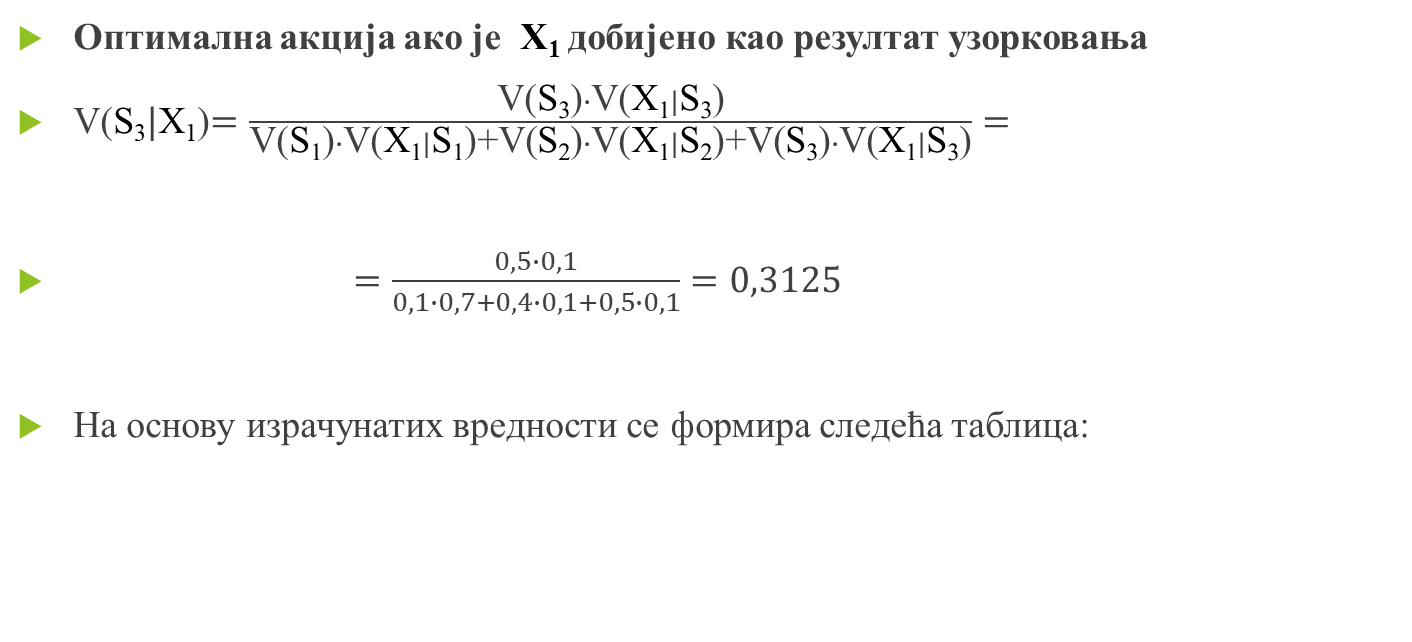 Оптимална акција ако је X₁ добијено као резултат узорковања
V(S₃|X₁)= V(S₃)·V(X₁|S₃) / V(S₁)·V(X₁|S₁)+V(S₂)·V(X₁|S₂)+V(S₃)·V(X₁|S₃) =
= 0,5·0,1 / 0,1·0,7+0,4·0,1+0,5·0,1 = 0,3125
На основу израчунатих вредности се формира следећа таблица: